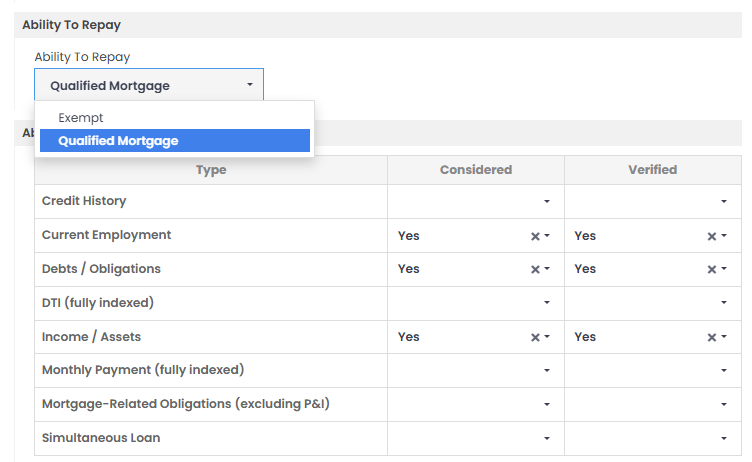 Ability To Repay
Ability To Repay
Qualified Mortgage
Exempt
Qualified Mortgage
Type Considered Verified
Credit History
Current Employment Yes Yes
Debts / Obligations Yes Yes
DTI (fully indexed)
Income / Assets Yes Yes
Monthly Payment (fully indexed)
Mortgage-Related Obligations (excluding P&I)
Simultaneous Loan